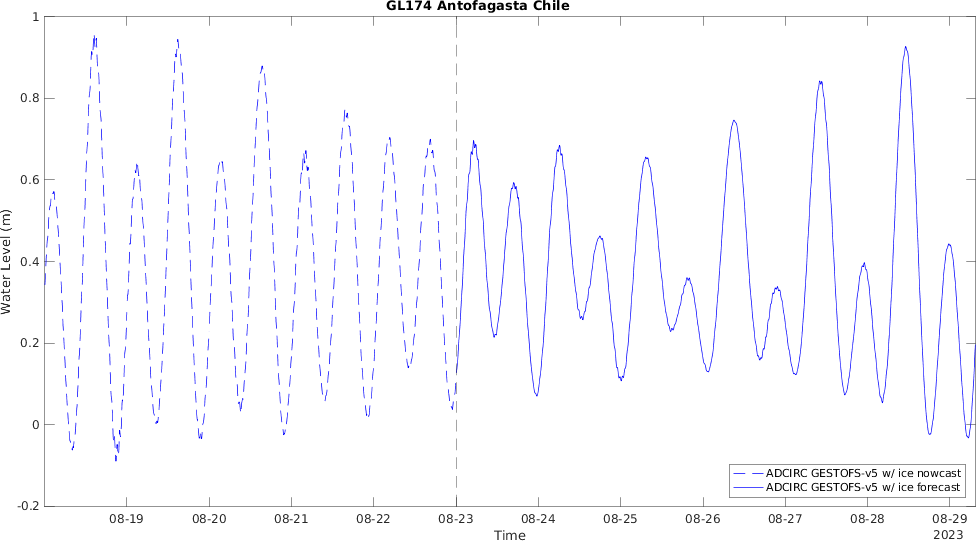 GL174 Antofagasta Chile
1
0.8
0.6
0.4
0.2
0
-0.2
Water Level (m)
ADCIRC GESTOFS-v5 w/ ice nowcast
ADCIRC GESTOFS-v5 w/ ice forecast
08-19 08-20 08-21 08-22 08-23 08-24 08-25 08-26 08-27 08-28 08-29
Time
2023